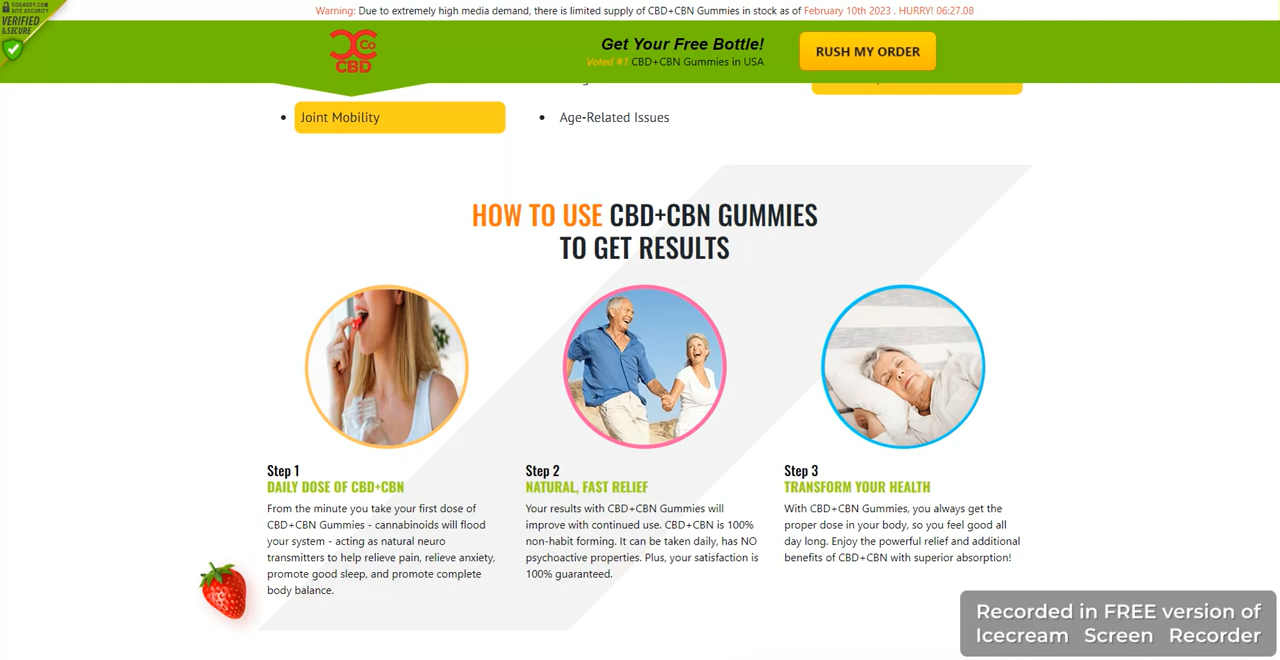 GODADDY.COM
SITE SECURITY
VERIFIED
&SECURE
Warning: Due to extremely high media demand, there is limited supply of CBD+CBN Gummies in stock as of February 10th 2023 . HURRY! 06:27.08
Co
CBD
Get Your Free Bottle!
Voted #1 CBD+CBN Gummies in USA
RUSH MY ORDER
• Joint Mobility
• Age-Related Issues
HOW TO USE CBD+CBN GUMMIES
TO GET RESULTS
Step 1
DAILY DOSE OF CBD+CBN
From the minute you take your first dose of
CBD+CBN Gummies - cannabinoids will flood
your system - acting as natural neuro
transmitters to help relieve pain, relieve anxiety,
promote good sleep, and promote complete
body balance.
Step 2
NATURAL, FAST RELIEF
Your results with CBD+CBN Gummies will
improve with continued use. CBD+CBN is 100%
non-habit forming. It can be taken daily, has NO
psychoactive properties. Plus, your satisfaction is
100% guaranteed.
Step 3
TRANSFORM YOUR HEALTH
With CBD+CBN Gummies, you always get the
proper dose in your body, so you feel good all
day long. Enjoy the powerful relief and additional
benefits of CBD+CBN with superior absorption!
Recorded in FREE version of
Icecream Screen Recorder